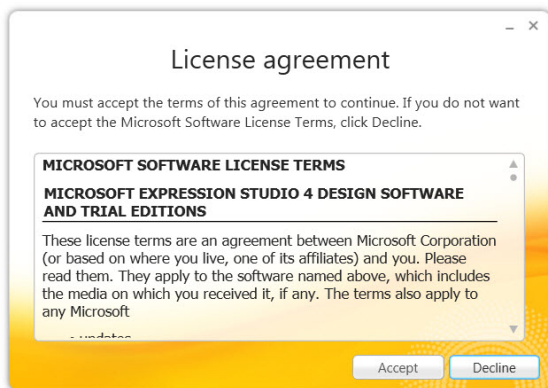 License agreement
You must accept the terms of this agreement to continue. If you do not want
to accept the Microsoft Software License Terms, click Decline.
MICROSOFT SOFTWARE LICENSE TERMS
MICROSOFT EXPRESSION STUDIO 4 DESIGN SOFTWARE
AND TRIAL EDITIONS
These license terms are an agreement between Microsoft Corporation
(or based on where you live, one of its affiliates) and you. Please
read them. They apply to the software named above, which includes
the media on which you received it, if any. The terms also apply to
any Microsoft
• updates
Accept
Decline